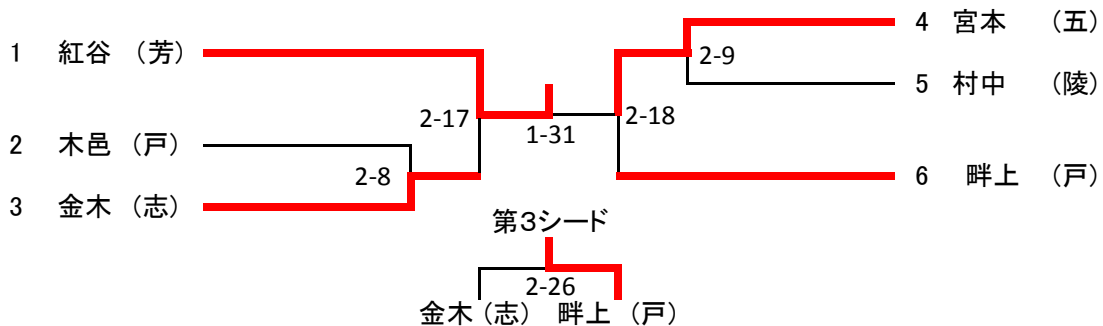 4 宮本 （五）
1 紅谷 （芳）
2-9
5 村中 （陵）
2-17
2-18
1-31
2 木邑 （戸）
2-8
6 畔上 （戸）
3 金木 （志）
第3シード
2-26
金木（志） 畔上 （戸）